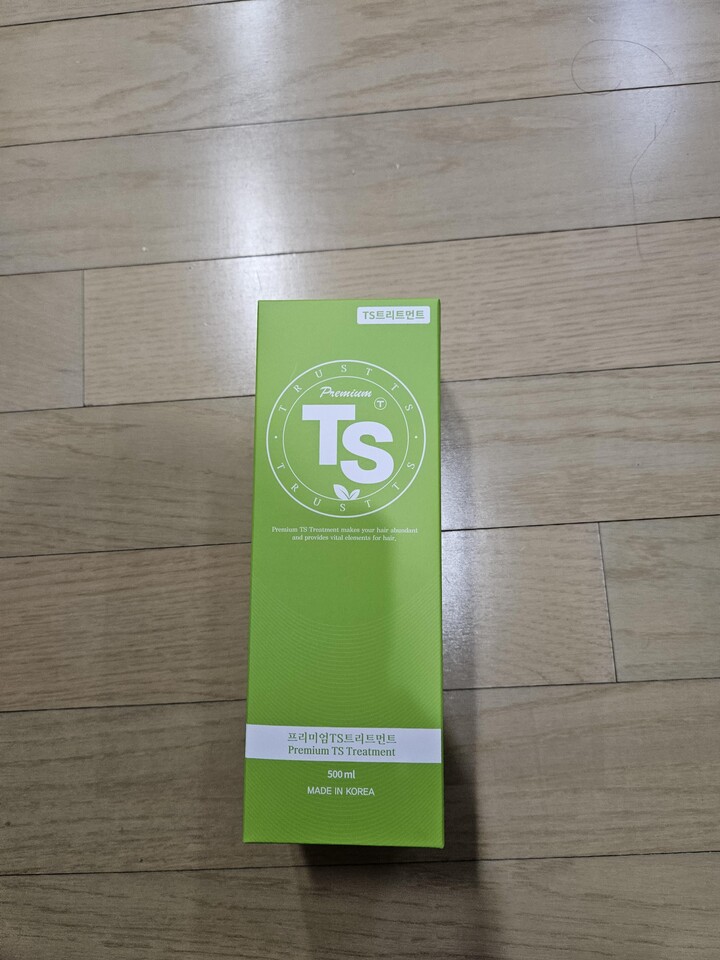 TS트리트먼트
TRUST TS · TRUST TS ·
Premium
T
TS
Premium TS Treatment makes your hair abundant
and provides vital elements for hair.
프리미엄TS트리트먼트
Premium TS Treatment
500 ml
MADE IN KOREA